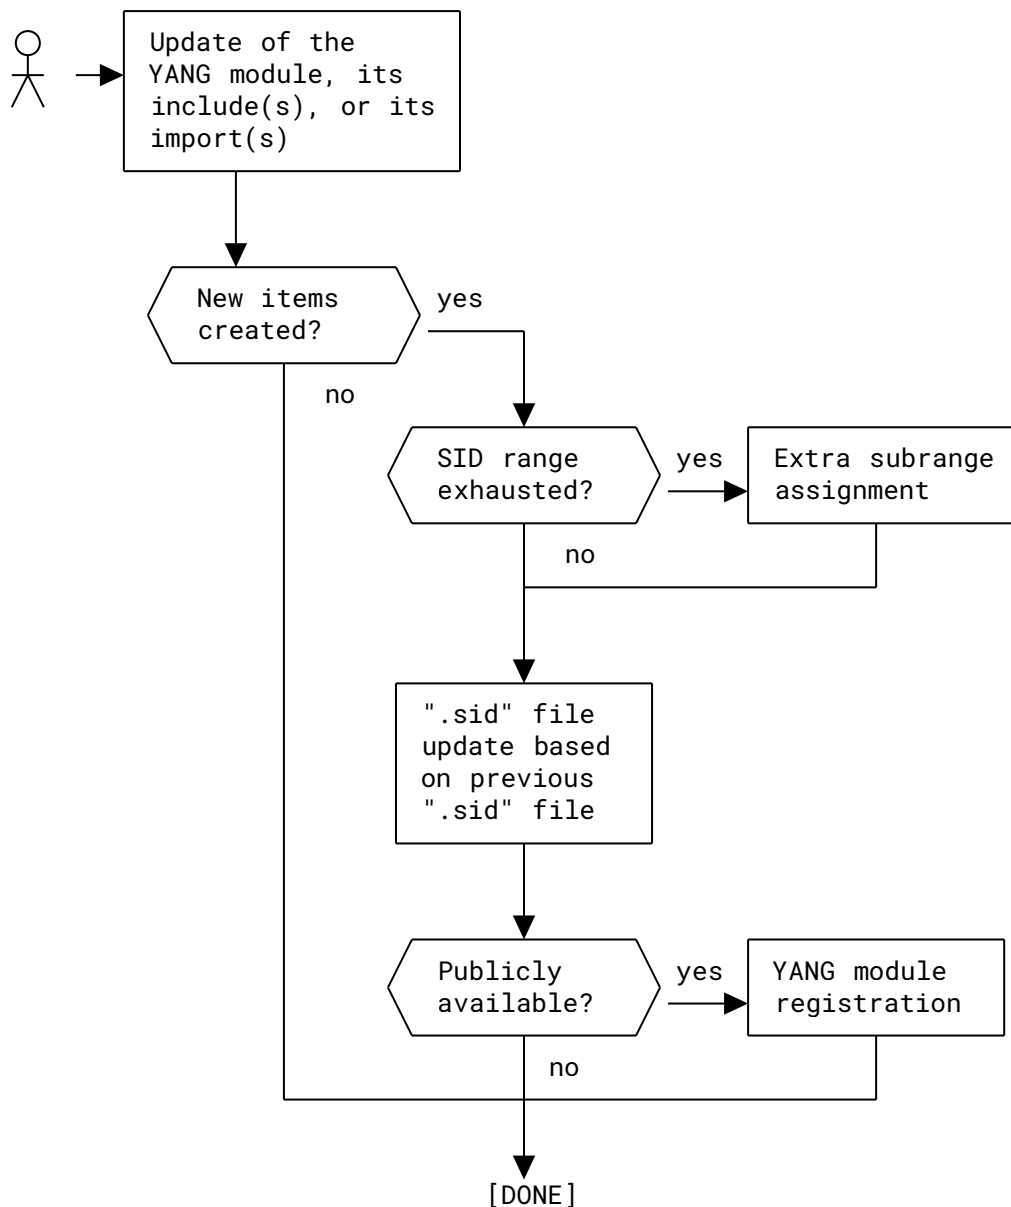 Update of the
YANG module, its
include(s), or its
import(s)
New items
created?
yes
no
SID range
exhausted?
yes
Extra subrange
assignment
no
".sid" file
update based
on previous
".sid" file
Publicly
available?
yes
YANG module
registration
no
[DONE]